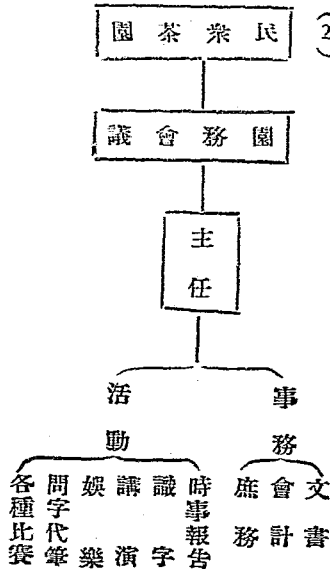 (2)
民衆茶園
園務會議
主任
事務
文書
會計
庶務
活動
時事報告
識字
講演
娛樂
問字代筆
各種比賽